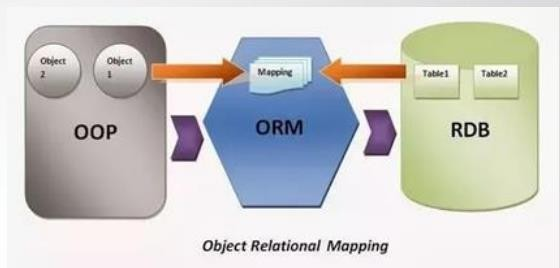 Object
2
Object
1
OOP
Mapping
ORM
Table1
Table2
RDB
Object Relational Mapping